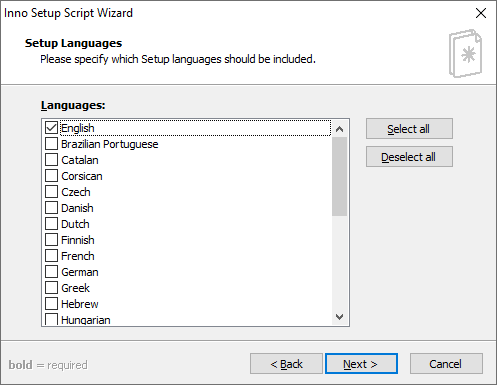 Inno Setup Script Wizard
Setup Languages
Please specify which Setup languages should be included.
Languages:
English
Select all
Brazilian Portuguese
Catalan
Deselect all
Corsican
Czech
Danish
Dutch
Finnish
French
German
Greek
Hebrew
Hungarian
bold = required
< Back
Next >
Cancel